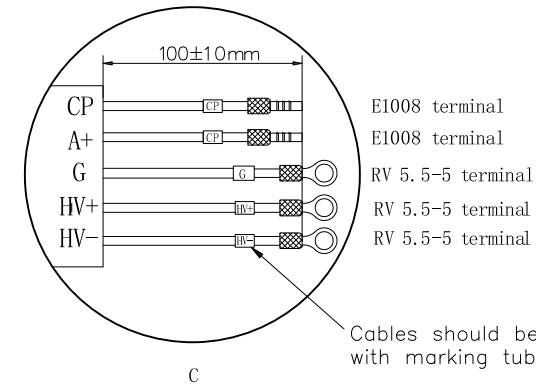 100±10mm
CP CP E1008 terminal
A+ CP E1008 terminal
G G RV 5.5-5 terminal
HV+ HV+ RV 5.5-5 terminal
HV- HV- RV 5.5-5 terminal
Cables should be
with marking tub
C